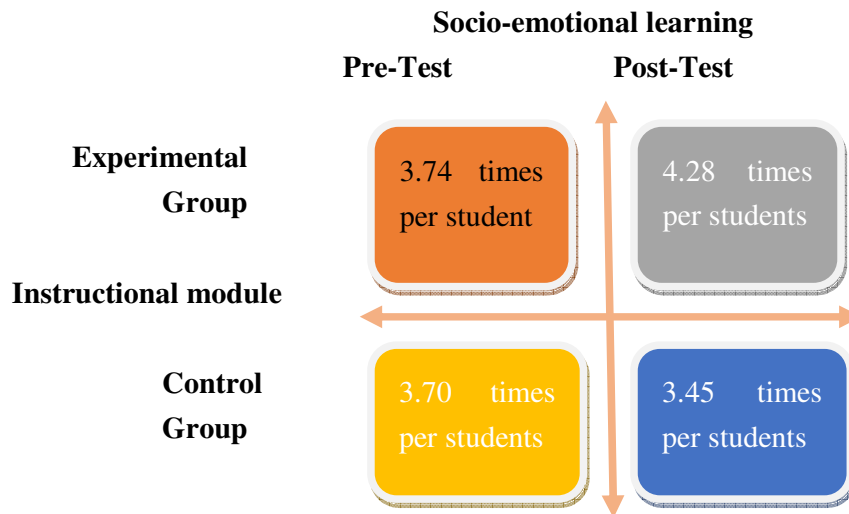 Socio-emotional learning
Pre-Test Post-Test
Experimental
Group
3.74 times
per student
4.28 times
per students
Instructional module
Control
Group
3.70 times
per students
3.45 times
per students